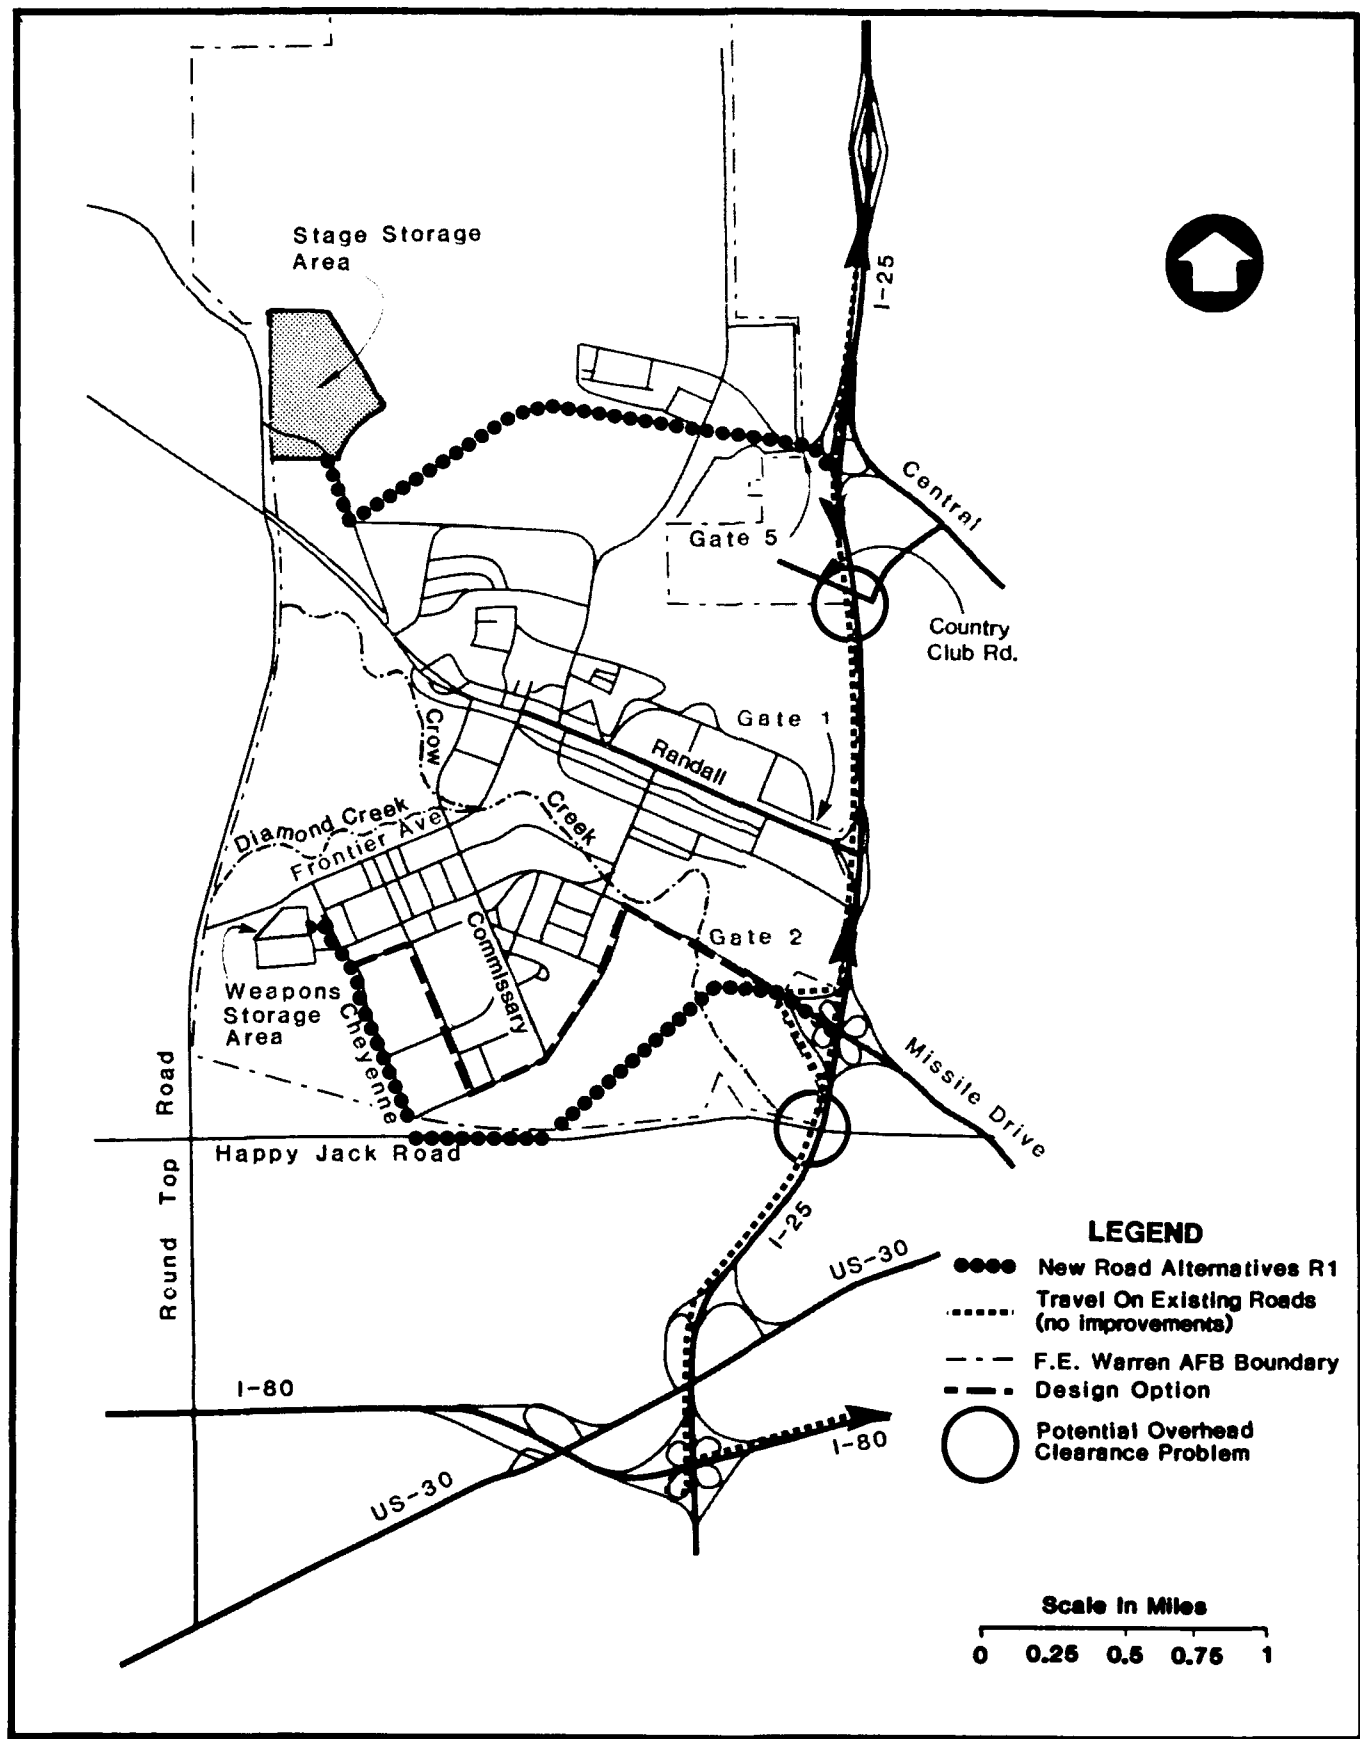 Stage Storage
Area
I-25
Central
Gate 5
Country
Club Rd.
Gate 1
Crow
Randall
Creek
Diamond Creek
Frontier Ave
Commissary
Gate 2
Weapons
Storage
Area
Cheyenne
Missile Drive
Round Top Road
Happy Jack Road
I-25
US-30
I-80
I-80
US-30
LEGEND
New Road Alternatives R1
Travel On Existing Roads
(no improvements)
F.E. Warren AFB Boundary
Design Option
Potential Overhead
Clearance Problem
Scale In Miles
0 0.25 0.5 0.75 1